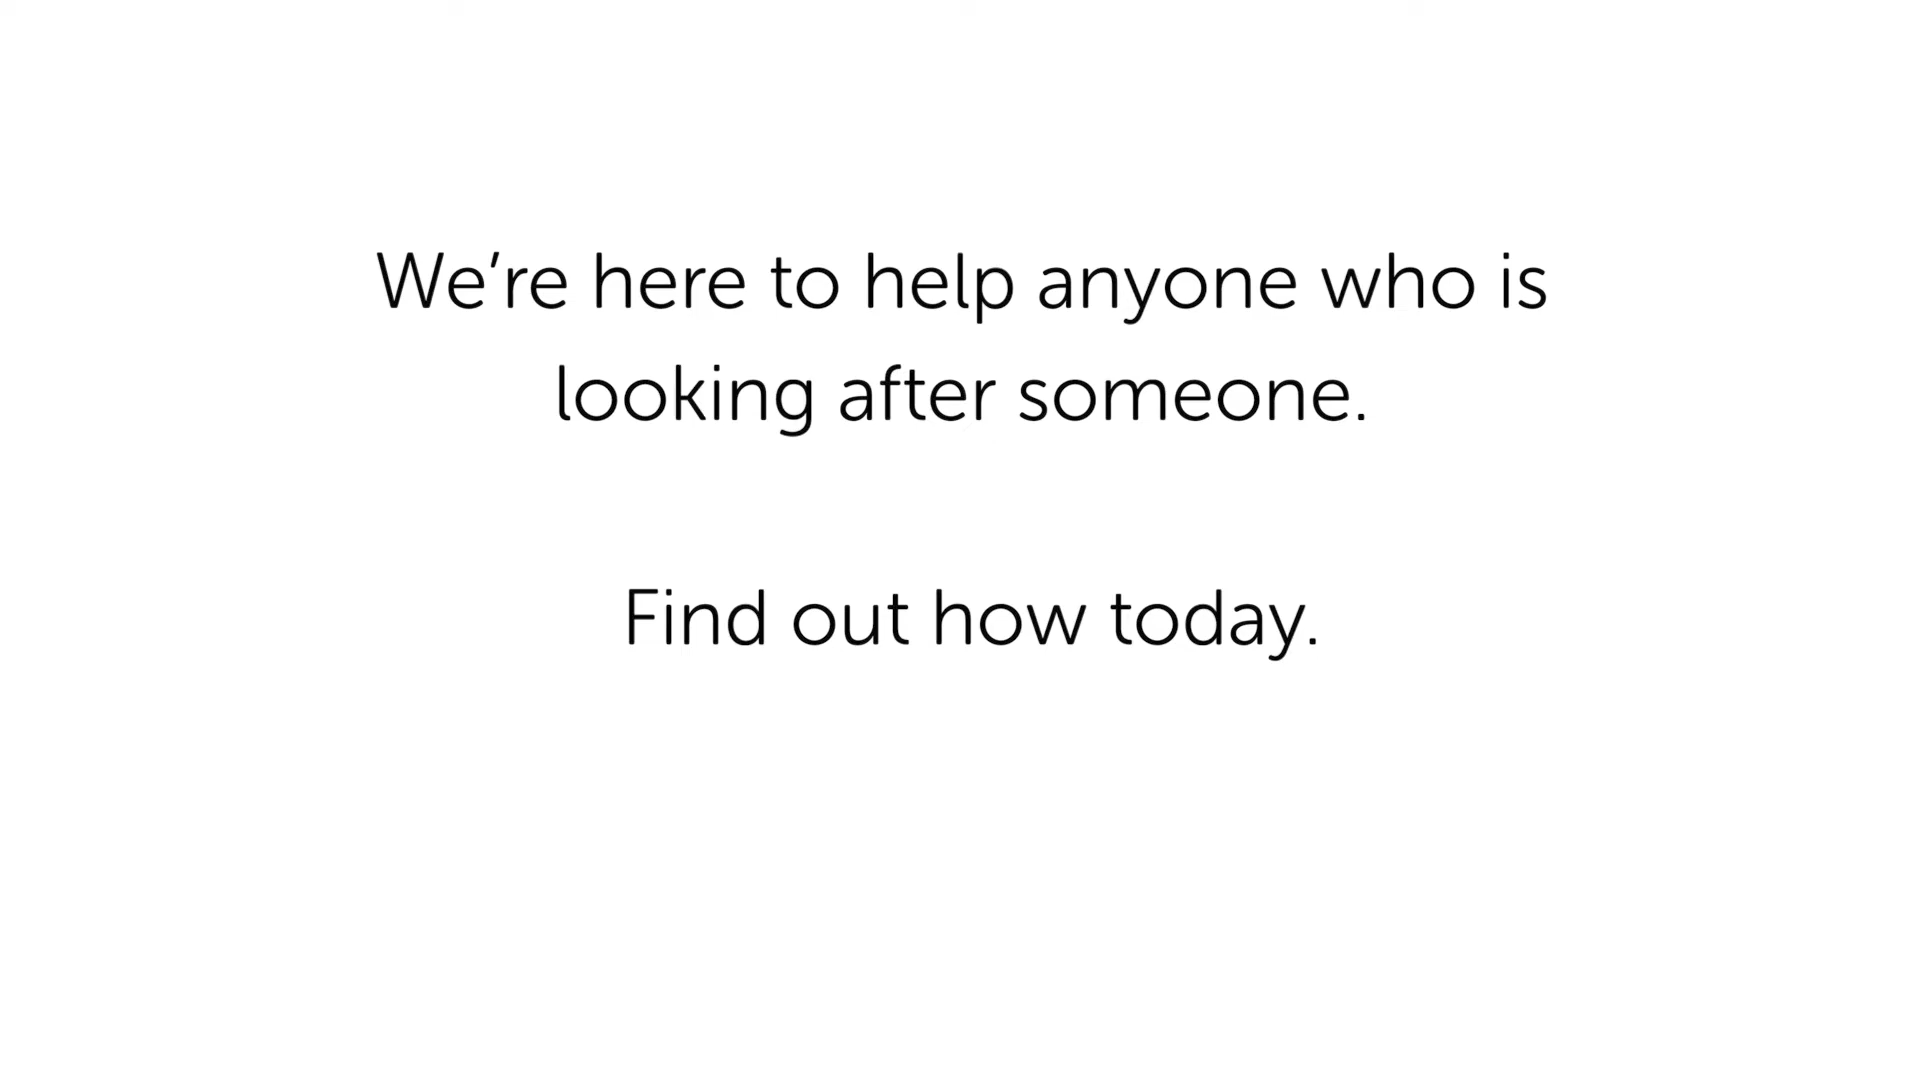 We’re here to help anyone who is
looking after someone.
Find out how today.